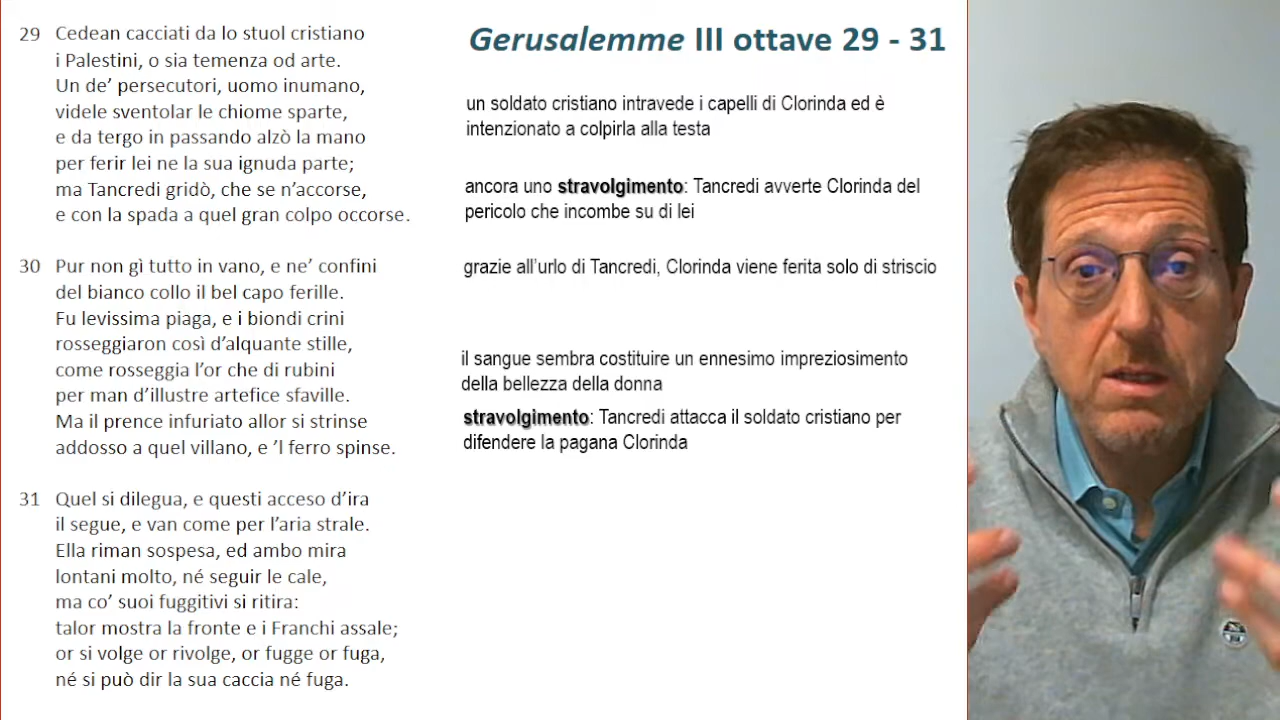 Gerusalemme III ottave 29 - 31
29 Cedean cacciati da lo stuol cristiano
i Palestini, o sia temenza od arte.
Un de’ persecutori, uomo inumano,
videle sventolar le chiome sparte,
e da tergo in passando alzò la mano
per ferir lei ne la sua ignuda parte;
ma Tancredi gridò, che se n’accorse,
e con la spada a quel gran colpo occorse.
30 Pur non gì tutto in vano, e ne’ confini
del bianco collo il bel capo ferille.
Fu levissima piaga, e i biondi crini
rosseggiaron così d’alquante stille,
come rosseggia l’or che di rubini
per man d’illustre artefice sfaville.
Ma il prence infuriato allor si strinse
addosso a quel villano, e ’l ferro spinse.
31 Quel si dilegua, e questi acceso d’ira
il segue, e van come per l’aria strale.
Ella riman sospesa, ed ambo mira
lontani molto, né seguir le cale,
ma co’ suoi fuggitivi si ritira:
talor mostra la fronte e i Franchi assale;
or si volge or rivolge, or fugge or fuga,
né si può dir la sua caccia né fuga.
un soldato cristiano intravede i capelli di Clorinda ed è
intenzionato a colpirla alla testa
ancora uno stravolgimento: Tancredi avverte Clorinda del
pericolo che incombe su di lei
grazie all’urlo di Tancredi, Clorinda viene ferita solo di striscio
il sangue sembra costituire un ennesimo impreziosimento
della bellezza della donna
stravolgimento: Tancredi attacca il soldato cristiano per
difendere la pagana Clorinda